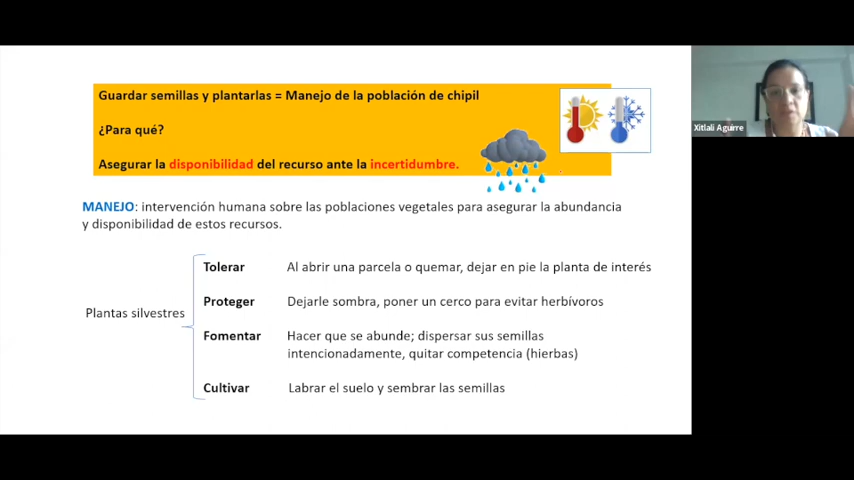 Guardar semillas y plantarlas = Manejo de la población de chipil
¿Para qué?
Asegurar la disponibilidad del recurso ante la incertidumbre.
Xitlali Aguirre
MANEJO: intervención humana sobre las poblaciones vegetales para asegurar la abundancia
y disponibilidad de estos recursos.
Plantas silvestres
Tolerar Al abrir una parcela o quemar, dejar en pie la planta de interés
Proteger Dejarle sombra, poner un cerco para evitar herbívoros
Fomentar Hacer que se abunde; dispersar sus semillas
intencionadamente, quitar competencia (hierbas)
Cultivar Labrar el suelo y sembrar las semillas